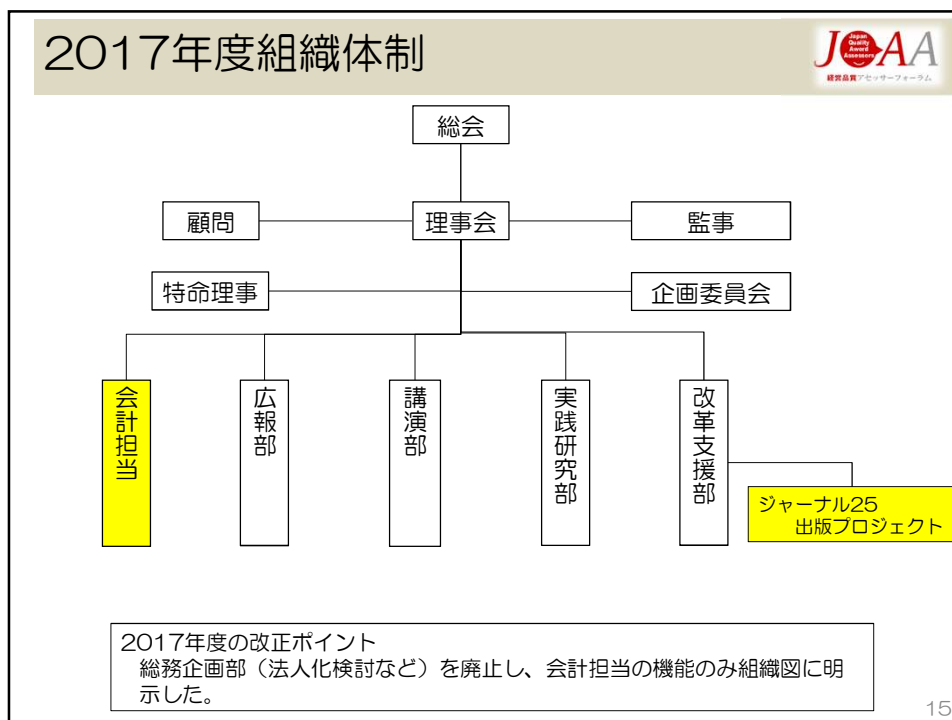 2017年度組織体制
Japan
Quality
Award
Assessors
JQAA
経営品質アセッサーフォーラム
総会
顧問
理事会
監事
特命理事
企画委員会
会計担当
広報部
講演部
実践研究部
改革支援部
ジャーナル25
出版プロジェクト
2017年度の改正ポイント
総務企画部（法人化検討など）を廃止し、会計担当の機能のみ組織図に明
示した。
15